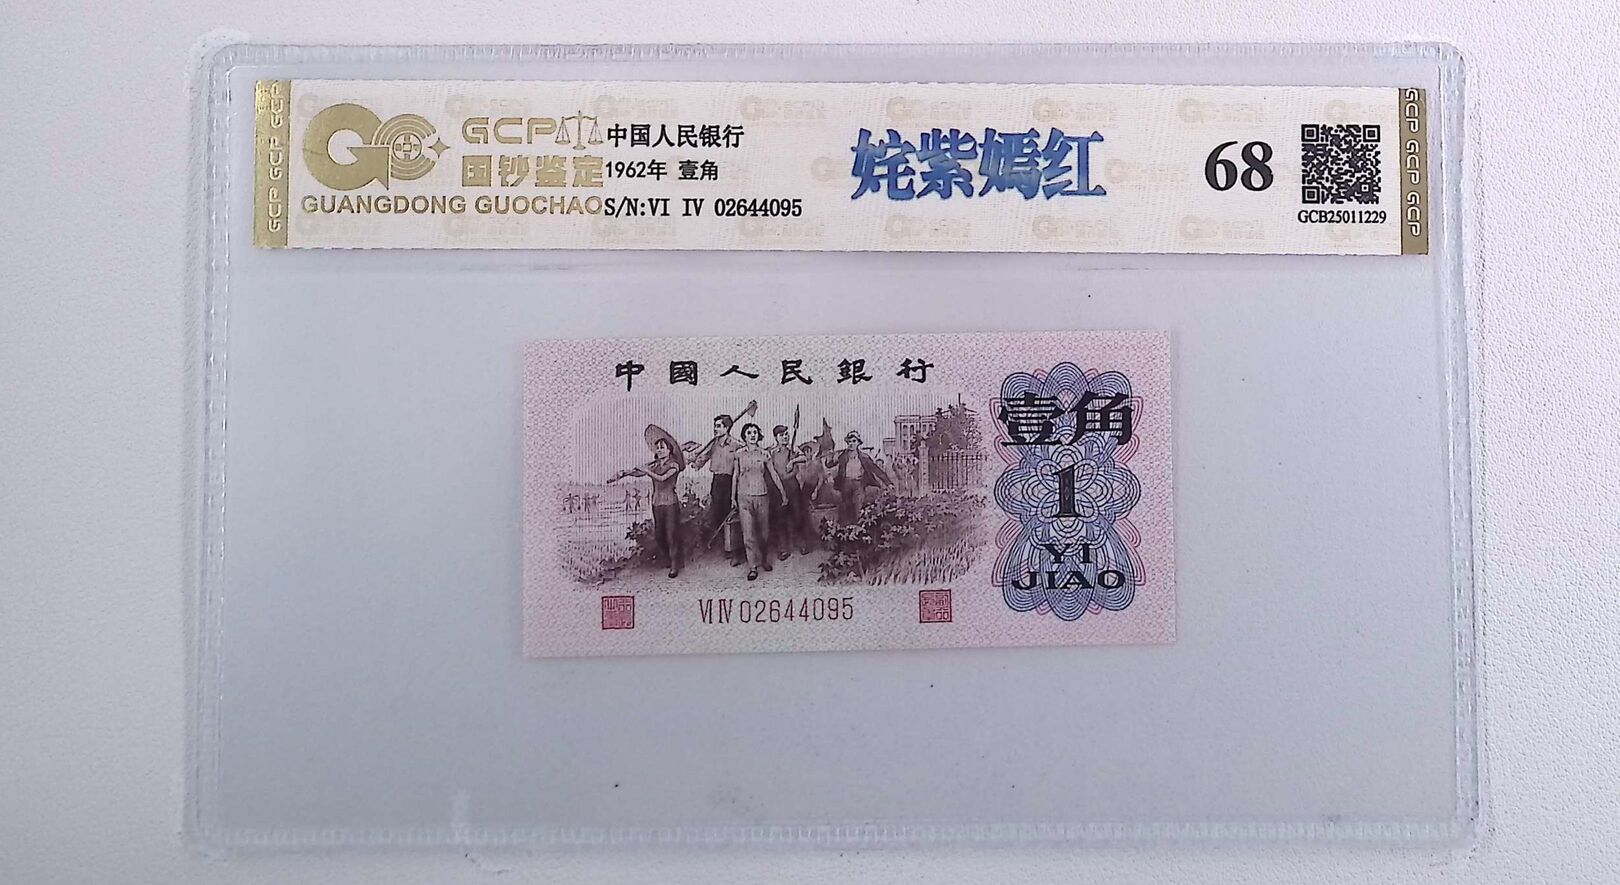 GCP
国钞鉴定
GUANGDONG GUOCHAO
中国人民银行
1962年 壹角
S/N:VI IV 02644095
姹紫嫣红
68
GCB25011229
GCP GCP GCP
GCP GCP GCP
中國人民銀行
壹角
1
YI
JIAO
VI IV 02644095